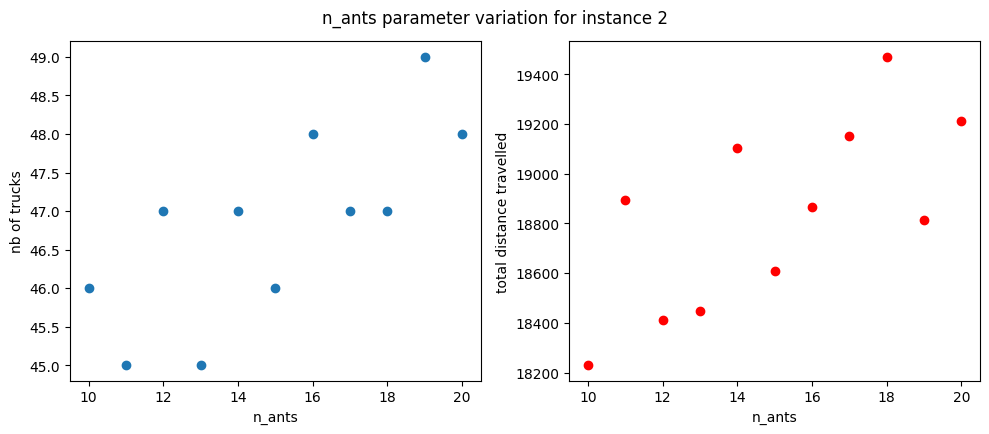 n_ants parameter variation for instance 2
nb of trucks
49.0
48.5
48.0
47.5
47.0
46.5
46.0
45.5
45.0
10 12 14 16 18 20
n_ants
total distance travelled
19400
19200
19000
18800
18600
18400
18200
10 12 14 16 18 20
n_ants